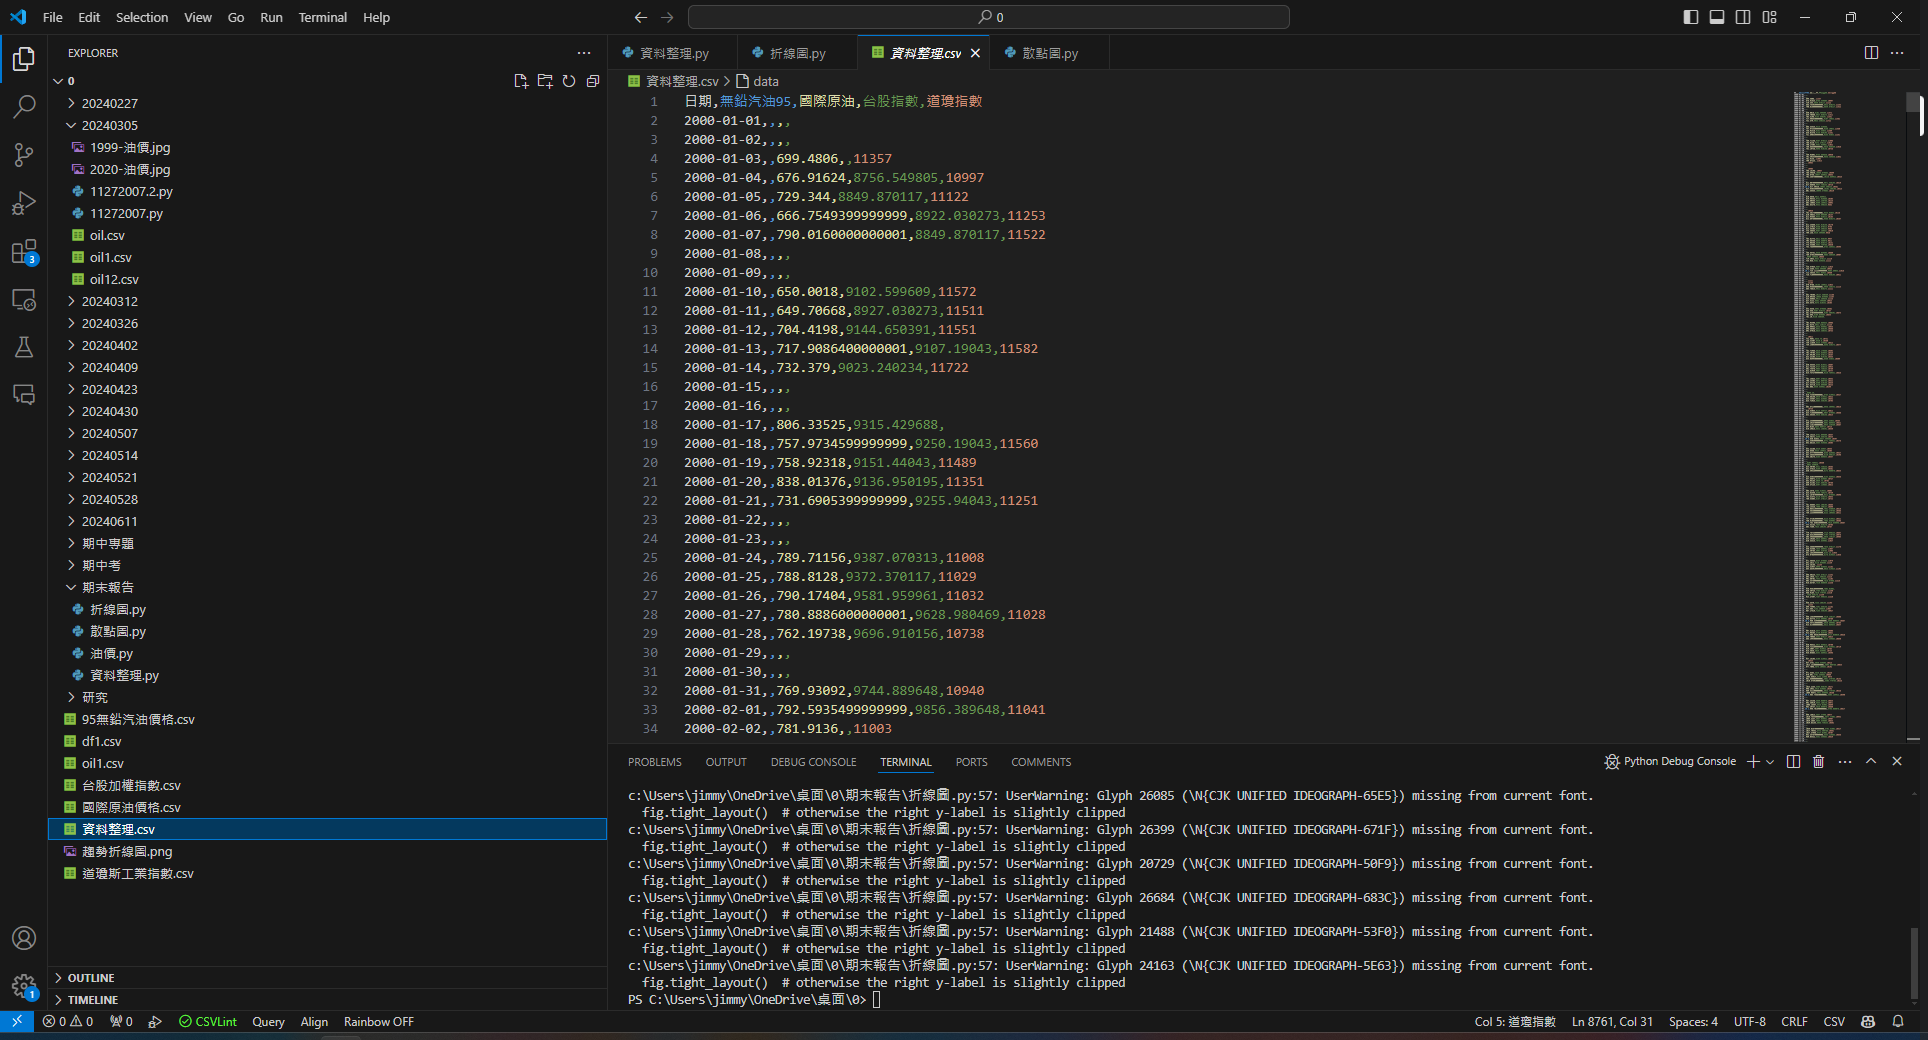 File Edit Selection View Go Run Terminal Help
0
EXPLORER
0
20240227
20240305
1999-油價.jpg
2020-油價.jpg
11272007.2.py
11272007.py
oil.csv
oil1.csv
oil12.csv
20240312
20240326
20240402
20240409
20240423
20240430
20240507
20240514
20240521
20240528
20240611
期中專題
期中考
期末報告
折線圖.py
散點圖.py
油價.py
資料整理.py
研究
95無鉛汽油價格.csv
df1.csv
oil1.csv
台股加權指數.csv
國際原油價格.csv
資料整理.csv
趨勢折線圖.png
道瓊斯工業指數.csv
OUTLINE
TIMELINE
3
1
資料整理.py 折線圖.py 資料整理.csv 散點圖.py
資料整理.csv > data
1 日期,無鉛汽油95,國際原油,台股指數,道瓊指數
2 2000-01-01,,,,
3 2000-01-02,,,,
4 2000-01-03,,699.4806,,11357
5 2000-01-04,,676.91624,8756.549805,10997
6 2000-01-05,,729.344,8849.870117,11122
7 2000-01-06,,666.7549399999999,8922.030273,11253
8 2000-01-07,,790.0160000000001,8849.870117,11522
9 2000-01-08,,,,
10 2000-01-09,,,,
11 2000-01-10,,650.0018,9102.599609,11572
12 2000-01-11,,649.70668,8927.030273,11511
13 2000-01-12,,704.4198,9144.650391,11551
14 2000-01-13,,717.9086400000001,9107.19043,11582
15 2000-01-14,,732.379,9023.240234,11722
16 2000-01-15,,,,
17 2000-01-16,,,,
18 2000-01-17,,806.33525,9315.429688,
19 2000-01-18,,757.9734599999999,9250.19043,11560
20 2000-01-19,,758.92318,9151.44043,11489
21 2000-01-20,,838.01376,9136.950195,11351
22 2000-01-21,,731.6905399999999,9255.94043,11251
23 2000-01-22,,,,
24 2000-01-23,,,,
25 2000-01-24,,789.71156,9387.070313,11008
26 2000-01-25,,788.8128,9372.370117,11029
27 2000-01-26,,790.17404,9581.959961,11032
28 2000-01-27,,780.8886000000001,9628.980469,11028
29 2000-01-28,,762.19738,9696.910156,10738
30 2000-01-29,,,,
31 2000-01-30,,,,
32 2000-01-31,,769.93092,9744.889648,10940
33 2000-02-01,,792.5935499999999,9856.389648,11041
34 2000-02-02,,781.9136,,11003
PROBLEMS OUTPUT DEBUG CONSOLE TERMINAL PORTS COMMENTS
Python Debug Console
c:\Users\jimmy\OneDrive\桌面\0\期末報告\折線圖.py:57: UserWarning: Glyph 26085 (\N{CJK UNIFIED IDEOGRAPH-65E5}) missing from current font.
fig.tight_layout() # otherwise the right y-label is slightly clipped
c:\Users\jimmy\OneDrive\桌面\0\期末報告\折線圖.py:57: UserWarning: Glyph 26399 (\N{CJK UNIFIED IDEOGRAPH-671F}) missing from current font.
fig.tight_layout() # otherwise the right y-label is slightly clipped
c:\Users\jimmy\OneDrive\桌面\0\期末報告\折線圖.py:57: UserWarning: Glyph 20729 (\N{CJK UNIFIED IDEOGRAPH-50F9}) missing from current font.
fig.tight_layout() # otherwise the right y-label is slightly clipped
c:\Users\jimmy\OneDrive\桌面\0\期末報告\折線圖.py:57: UserWarning: Glyph 26684 (\N{CJK UNIFIED IDEOGRAPH-683C}) missing from current font.
fig.tight_layout() # otherwise the right y-label is slightly clipped
c:\Users\jimmy\OneDrive\桌面\0\期末報告\折線圖.py:57: UserWarning: Glyph 21488 (\N{CJK UNIFIED IDEOGRAPH-53F0}) missing from current font.
fig.tight_layout() # otherwise the right y-label is slightly clipped
c:\Users\jimmy\OneDrive\桌面\0\期末報告\折線圖.py:57: UserWarning: Glyph 24163 (\N{CJK UNIFIED IDEOGRAPH-5E63}) missing from current font.
fig.tight_layout() # otherwise the right y-label is slightly clipped
PS C:\Users\jimmy\OneDrive\桌面\0>
0 0 0 CSVLint Query Align Rainbow OFF Col 5: 道瓊指數 Ln 8761, Col 31 Spaces: 4 UTF-8 CRLF CSV